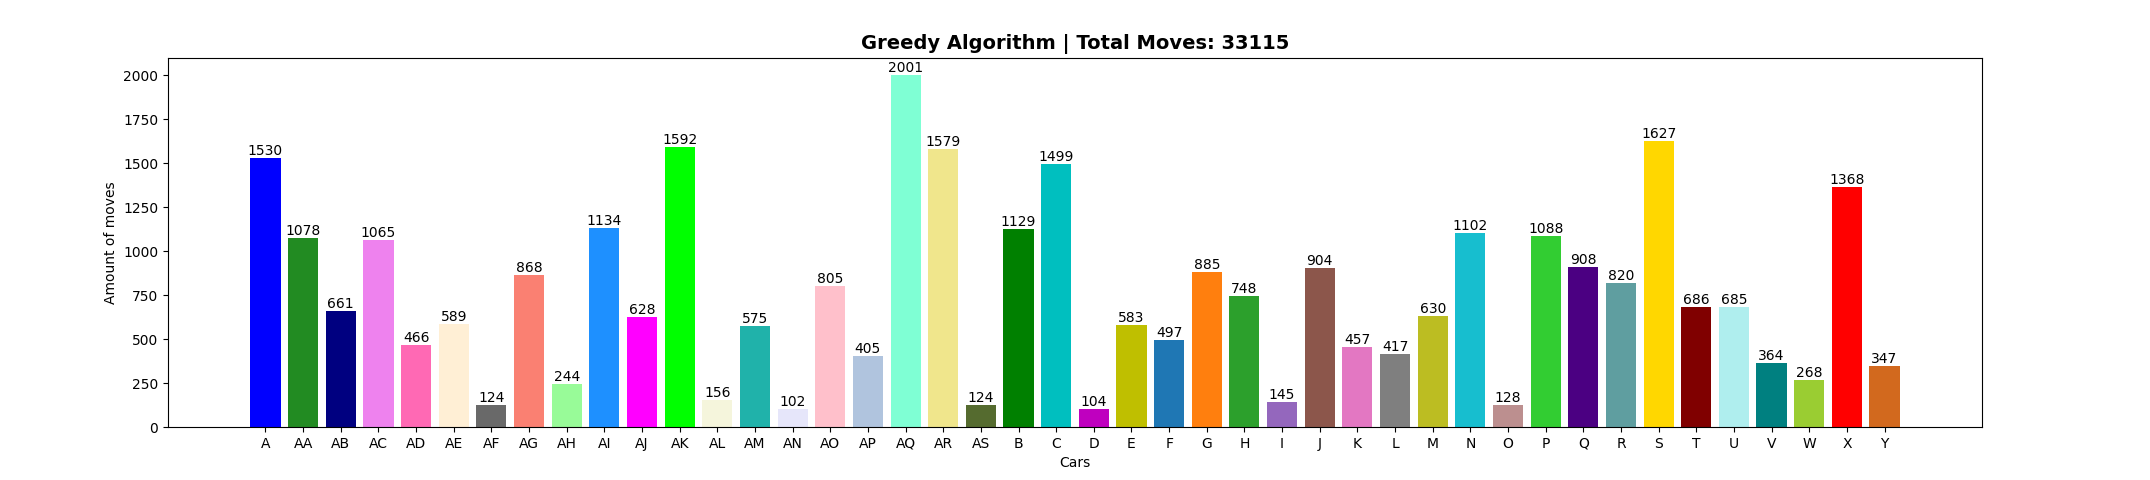 Greedy Algorithm | Total Moves: 33115
Amount of moves
2000
1750
1500
1250
1000
750
500
250
0
1530 1078 661 1065 466 589 124 868 244 1134 628 1592 156 575 102 805 405 2001 1579 124 1129 1499 104 583 497 885 748 145 904 457 417 630 1102 128 1088 908 820 1627 686 685 364 268 1368 347
A AA AB AC AD AE AF AG AH AI AJ AK AL AM AN AO AP AQ AR AS B C D E F G H I J K L M N O P Q R S T U V W X Y
Cars